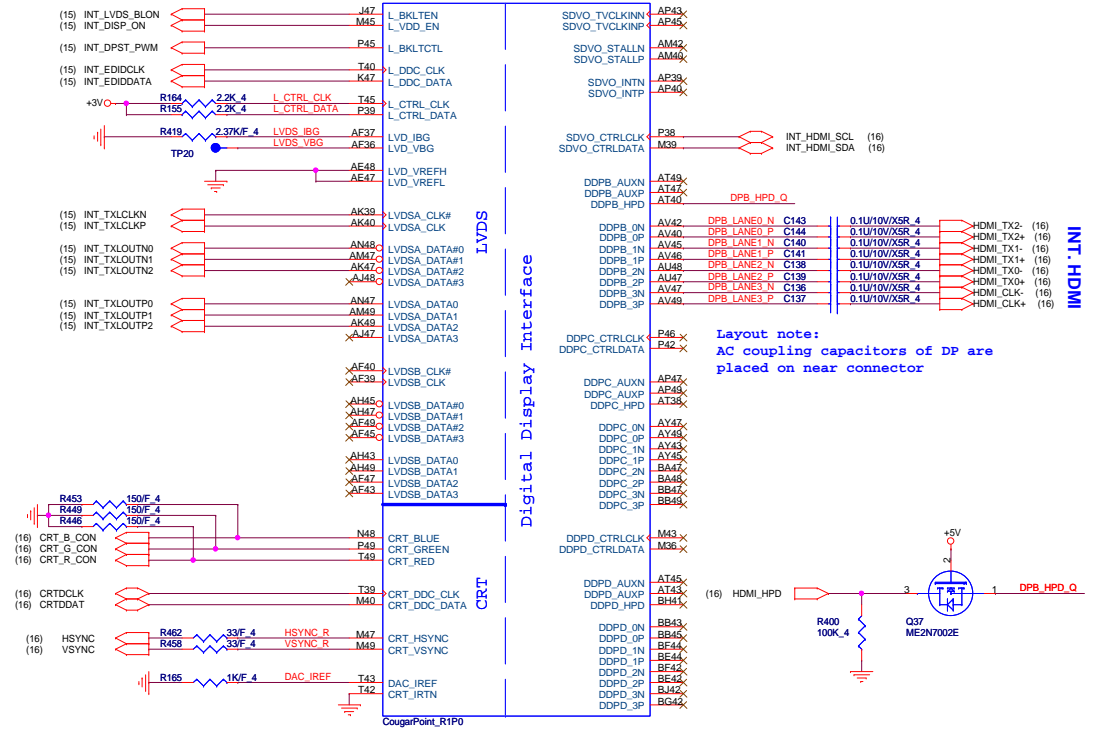 (15) INT_LVDS_BLON J47 L_BKLTEN
(15) INT_DISP_ON M45 L_VDD_EN
(15) INT_DPST_PWM P45 L_BKLTCTL
(15) INT_EDIDCLK T40 L_DDC_CLK
(15) INT_EDIDDATA K47 L_DDC_DATA
+3V R164 2.2K_4 L_CTRL_CLK T45 L_CTRL_CLK
R155 2.2K_4 L_CTRL_DATA P39 L_CTRL_DATA
R419 2.37K/F_4 LVDS_IBG AF37 LVD_IBG
TP20 LVDS_VBG AF36 LVD_VBG
AE48 LVD_VREFH
AE47 LVD_VREFL
(15) INT_TXLCLKN AK39 LVDSA_CLK#
(15) INT_TXLCLKP AK40 LVDSA_CLK
(15) INT_TXLOUTN0 AN48 LVDSA_DATA#0
(15) INT_TXLOUTN1 AM47 LVDSA_DATA#1
(15) INT_TXLOUTN2 AK47 LVDSA_DATA#2
AJ48 LVDSA_DATA#3
(15) INT_TXLOUTP0 AN47 LVDSA_DATA0
(15) INT_TXLOUTP1 AM49 LVDSA_DATA1
(15) INT_TXLOUTP2 AK49 LVDSA_DATA2
AJ47 LVDSA_DATA3
AF40 LVDSB_CLK#
AF39 LVDSB_CLK
AH45 LVDSB_DATA#0
AH47 LVDSB_DATA#1
AF49 LVDSB_DATA#2
AF45 LVDSB_DATA#3
AH43 LVDSB_DATA0
AH49 LVDSB_DATA1
AF47 LVDSB_DATA2
AF43 LVDSB_DATA3
R453 150/F_4
R449 150/F_4
R446 150/F_4
(16) CRT_B_CON N48 CRT_BLUE
(16) CRT_G_CON P49 CRT_GREEN
(16) CRT_R_CON T49 CRT_RED
(16) CRTDCLK T39 CRT_DDC_CLK
(16) CRTDDAT M40 CRT_DDC_DATA
(16) HSYNC R462 33/F_4 HSYNC_R M47 CRT_HSYNC
(16) VSYNC R458 33/F_4 VSYNC_R M49 CRT_VSYNC
R165 1K/F_4 DAC_IREF T43 DAC_IREF
T42 CRT_IRTN
CougarPoint_R1P0
LVDS
CRT
Digital Display Interface
SDVO_TVCLKINN AP43
SDVO_TVCLKINP AP45
SDVO_STALLN AM42
SDVO_STALLP AM40
SDVO_INTN AP39
SDVO_INTP AP40
SDVO_CTRLCLK P38 INT_HDMI_SCL (16)
SDVO_CTRLDATA M39 INT_HDMI_SDA (16)
DDPB_AUXN AT49
DDPB_AUXP AT47
DDPB_HPD AT40 DPB_HPD_Q
DDPB_0N AV42 DPB_LANE0_N C143 0.1U/10V/X5R_4 HDMI_TX2- (16)
DDPB_0P AV40 DPB_LANE0_P C144 0.1U/10V/X5R_4 HDMI_TX2+ (16)
DDPB_1N AV45 DPB_LANE1_N C140 0.1U/10V/X5R_4 HDMI_TX1- (16)
DDPB_1P AV46 DPB_LANE1_P C141 0.1U/10V/X5R_4 HDMI_TX1+ (16)
DDPB_2N AU48 DPB_LANE2_N C138 0.1U/10V/X5R_4 HDMI_TX0- (16)
DDPB_2P AU47 DPB_LANE2_P C139 0.1U/10V/X5R_4 HDMI_TX0+ (16)
DDPB_3N AV47 DPB_LANE3_N C136 0.1U/10V/X5R_4 HDMI_CLK- (16)
DDPB_3P AV49 DPB_LANE3_P C137 0.1U/10V/X5R_4 HDMI_CLK+ (16)
INT. HDMI
Layout note:
AC coupling capacitors of DP are
placed on near connector
DDPC_CTRLCLK P46
DDPC_CTRLDATA P42
DDPC_AUXN AP47
DDPC_AUXP AP49
DDPC_HPD AT38
DDPC_0N AY47
DDPC_0P AY49
DDPC_1N AY43
DDPC_1P AY45
DDPC_2N BA47
DDPC_2P BA48
DDPC_3N BB47
DDPC_3P BB49
DDPD_CTRLCLK M43
DDPD_CTRLDATA M36
DDPD_AUXN AT45
DDPD_AUXP AT43
DDPD_HPD BH41
DDPD_0N BB43
DDPD_0P BB45
DDPD_1N BF44
DDPD_1P BE44
DDPD_2N BF42
DDPD_2P BE42
DDPD_3N BJ42
DDPD_3P BG42
+5V
2
(16) HDMI_HPD 3 1 DPB_HPD_Q
R400
100K_4
Q37
ME2N7002E